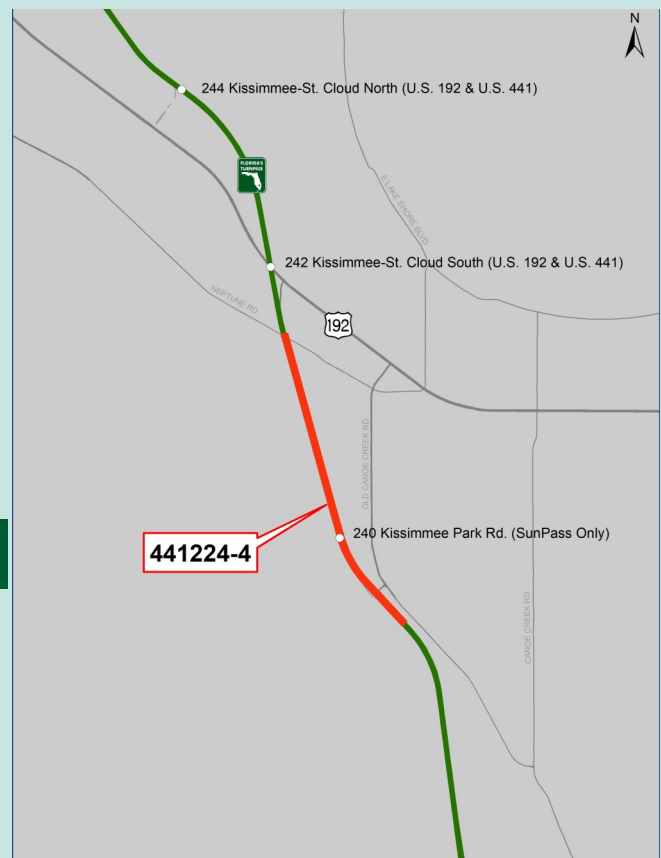 N
244 Kissimmee-St. Cloud North (U.S. 192 & U.S. 441)
FLORIDA'S
TURNPIKE
E LAKE SHORE BLVD
242 Kissimmee-St. Cloud South (U.S. 192 & U.S. 441)
NEPTUNE RD
192
OLD CANOE CREEK RD
240 Kissimmee Park Rd. (SunPass Only)
441224-4
CANOE CREEK RD